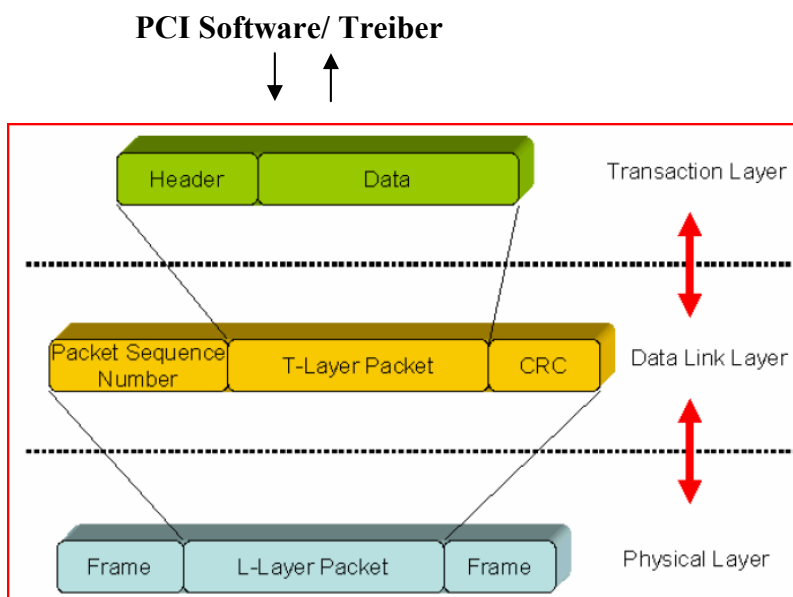 PCI Software/ Treiber
Header
Data
Transaction Layer
Packet Sequence
Number
T-Layer Packet
CRC
Data Link Layer
Frame
L-Layer Packet
Frame
Physical Layer